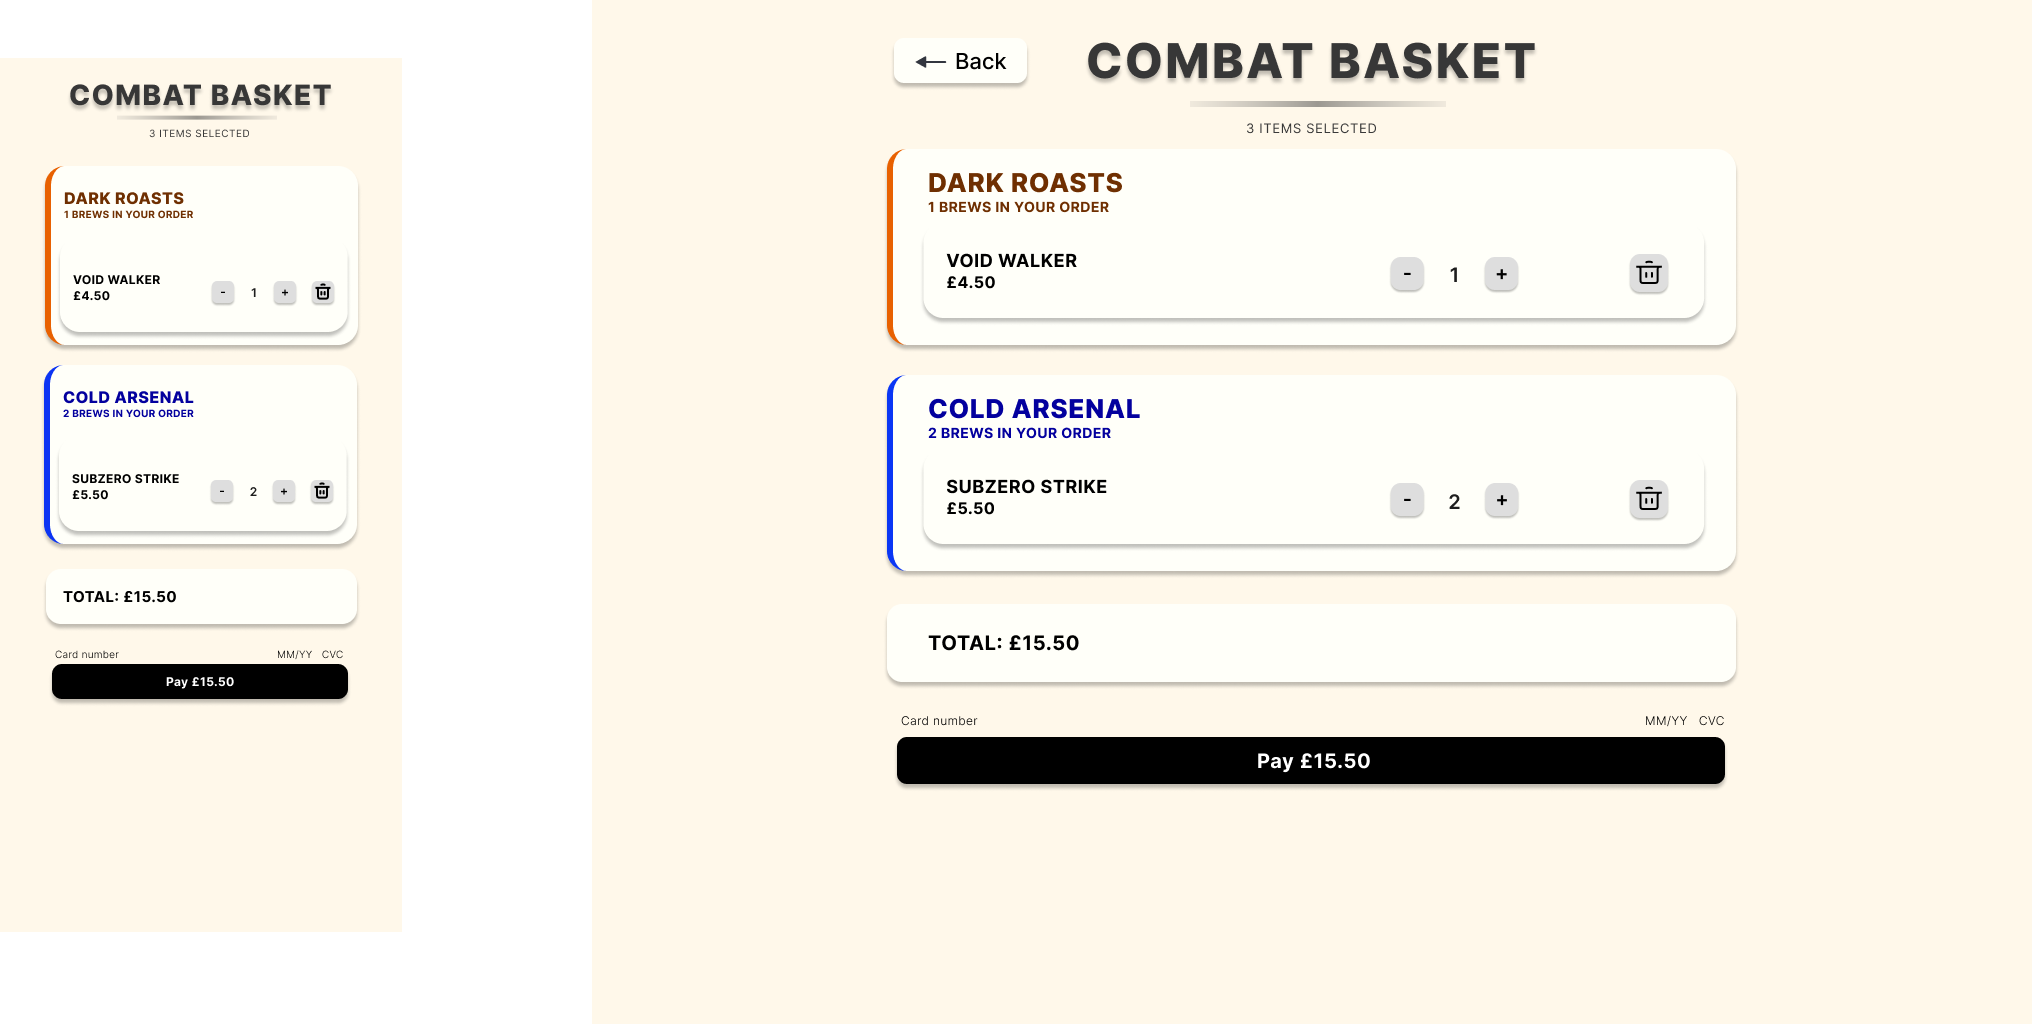 COMBAT BASKET
3 ITEMS SELECTED
DARK ROASTS
1 BREWS IN YOUR ORDER
VOID WALKER
£4.50
- 1 +
COLD ARSENAL
2 BREWS IN YOUR ORDER
SUBZERO STRIKE
£5.50
- 2 +
TOTAL: £15.50
Card number MM/YY CVC
Pay £15.50
Back
COMBAT BASKET
3 ITEMS SELECTED
DARK ROASTS
1 BREWS IN YOUR ORDER
VOID WALKER
£4.50
- 1 +
COLD ARSENAL
2 BREWS IN YOUR ORDER
SUBZERO STRIKE
£5.50
- 2 +
TOTAL: £15.50
Card number MM/YY CVC
Pay £15.50